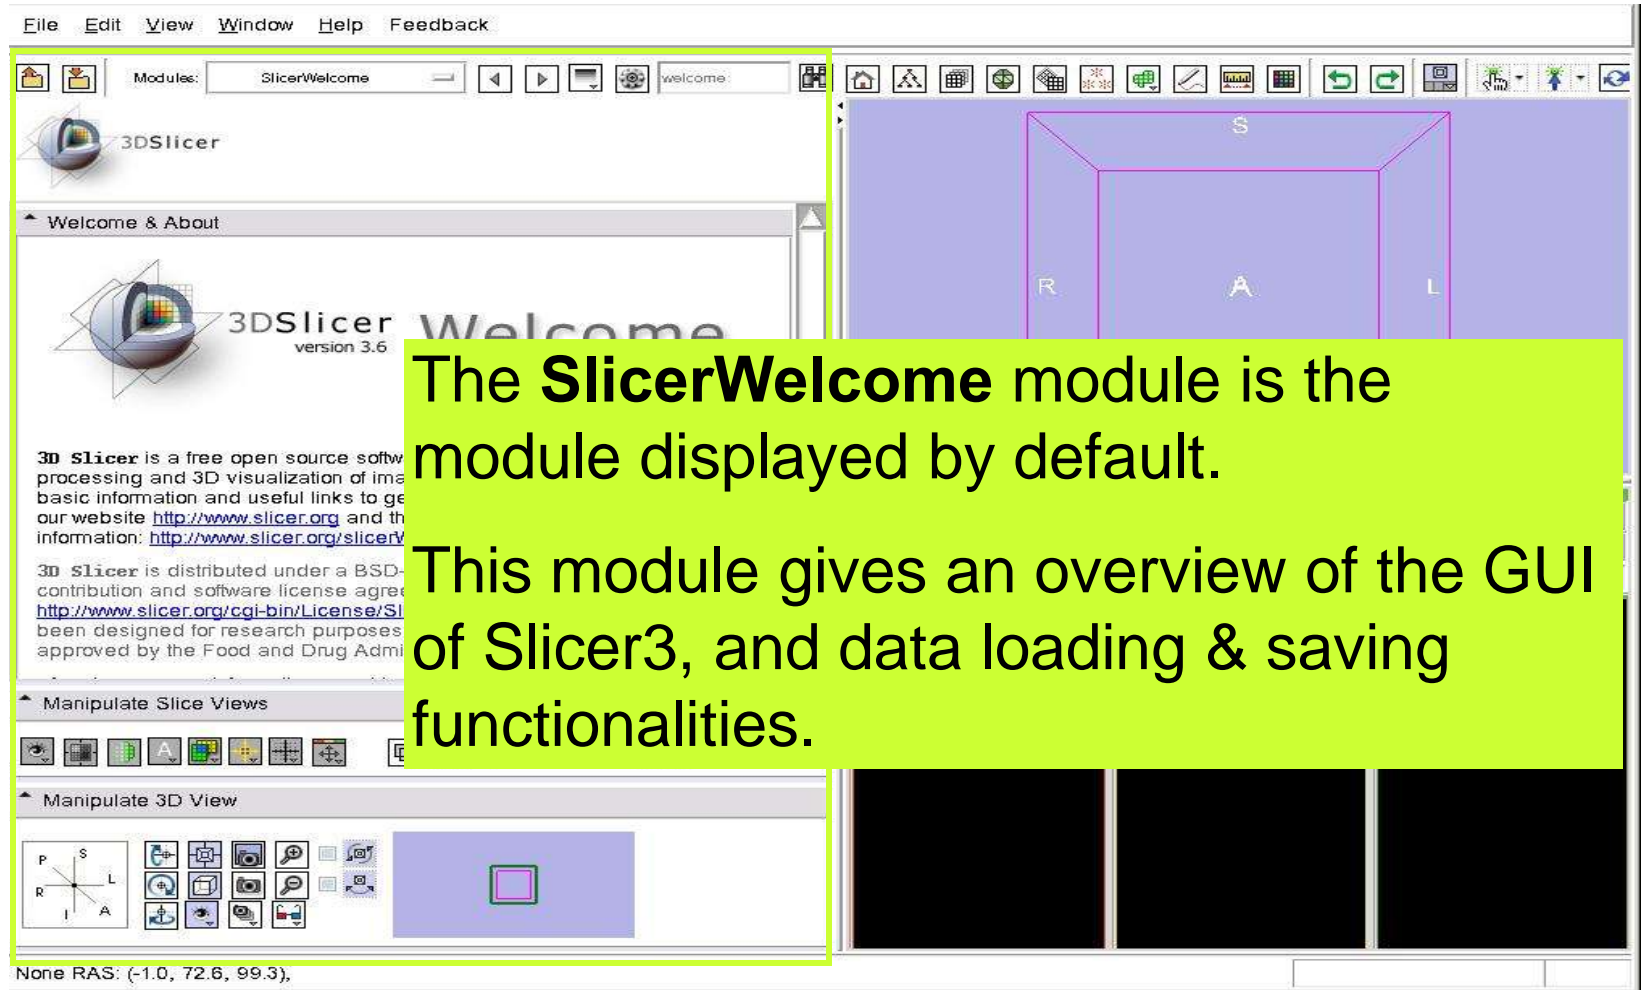 File Edit View Window Help Feedback
Modules: SlicerWelcome welcome
3DSlicer
Welcome & About
3DSlicer
version 3.6
Welcome
3D Slicer is a free open source softw
processing and 3D visualization of ima
basic information and useful links to ge
our website http://www.slicer.org and th
information: http://www.slicer.org/slicerW
3D Slicer is distributed under a BSD-
contribution and software license agree
http://www.slicer.org/cgi-bin/License/Sl
been designed for research purposes
approved by the Food and Drug Admi
Manipulate Slice Views
A
Manipulate 3D View
P S
R L
I A
S
R A L
The SlicerWelcome module is the
module displayed by default.
This module gives an overview of the GUI
of Slicer3, and data loading & saving
functionalities.
None RAS: (-1.0, 72.6, 99.3),